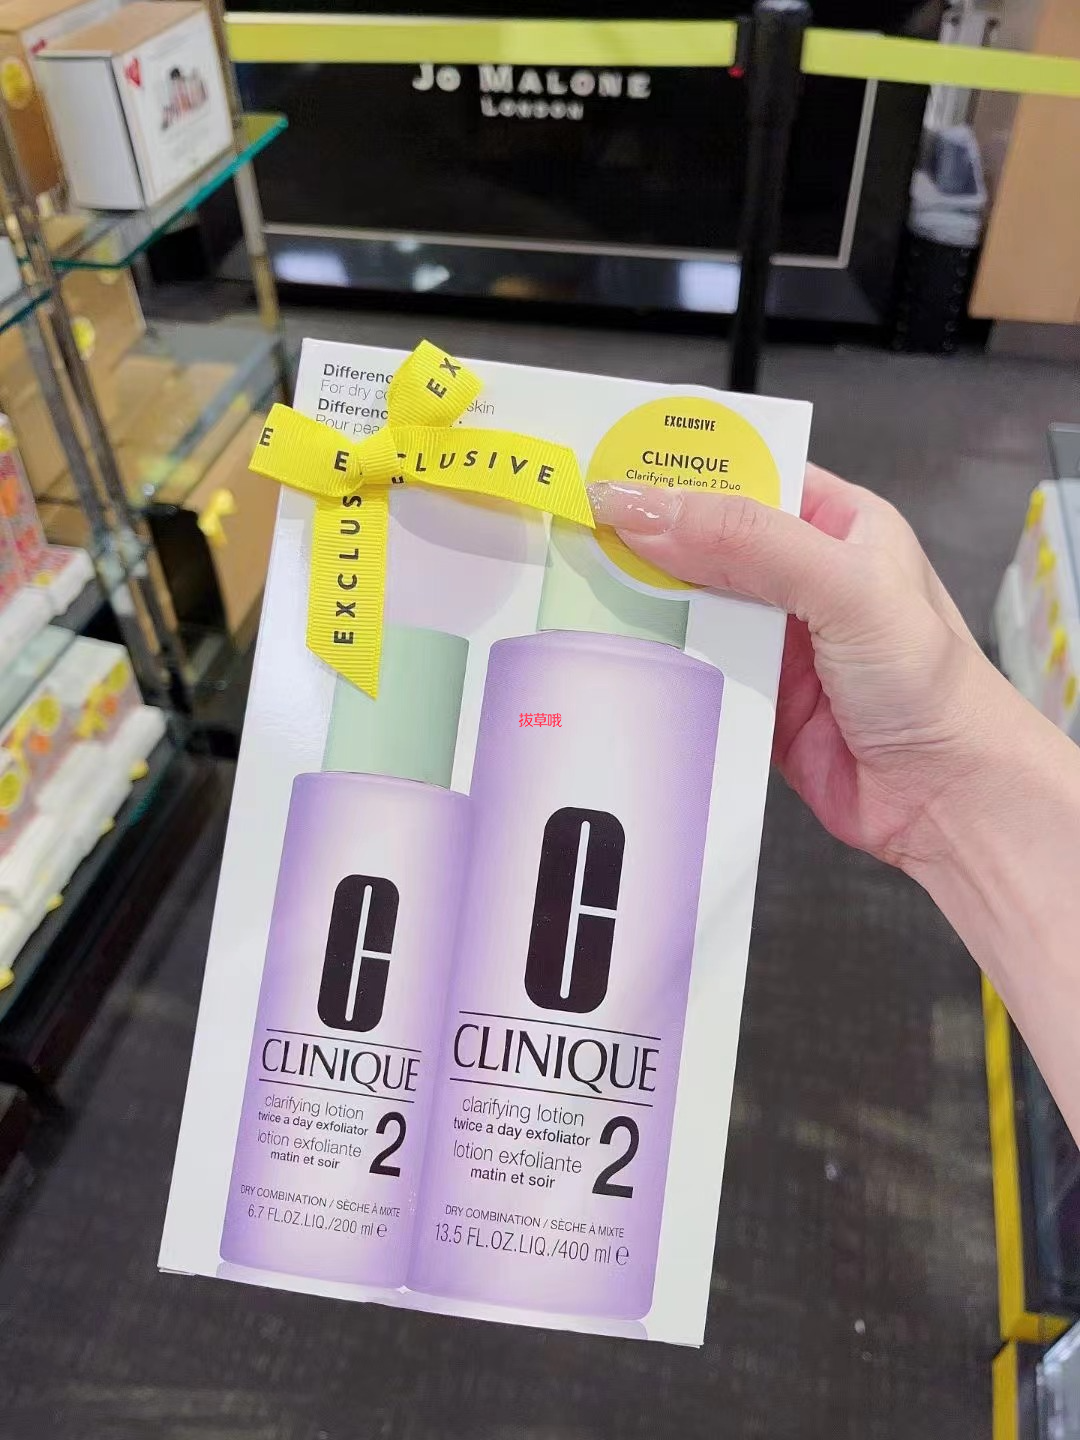 Jo MALONE
LONDON
Differenc
For dry co skin
Differenc
Pour pea
EX
E EXCLUSIVE
EXCLUSIVE
EXCLUSIVE
CLINIQUE
Clarifying Lotion 2 Duo
拔草哦
C
CLINIQUE
clarifying lotion
twice a day exfoliator
lotion exfoliante
matin et soir
2
DRY COMBINATION / SÈCHE À MIXTE
6.7 FL.OZ.LIQ./200 ml e
C
CLINIQUE
clarifying lotion
twice a day exfoliator
lotion exfoliante
matin et soir
2
DRY COMBINATION / SÈCHE À MIXTE
13.5 FL.OZ.LIQ./400 ml e